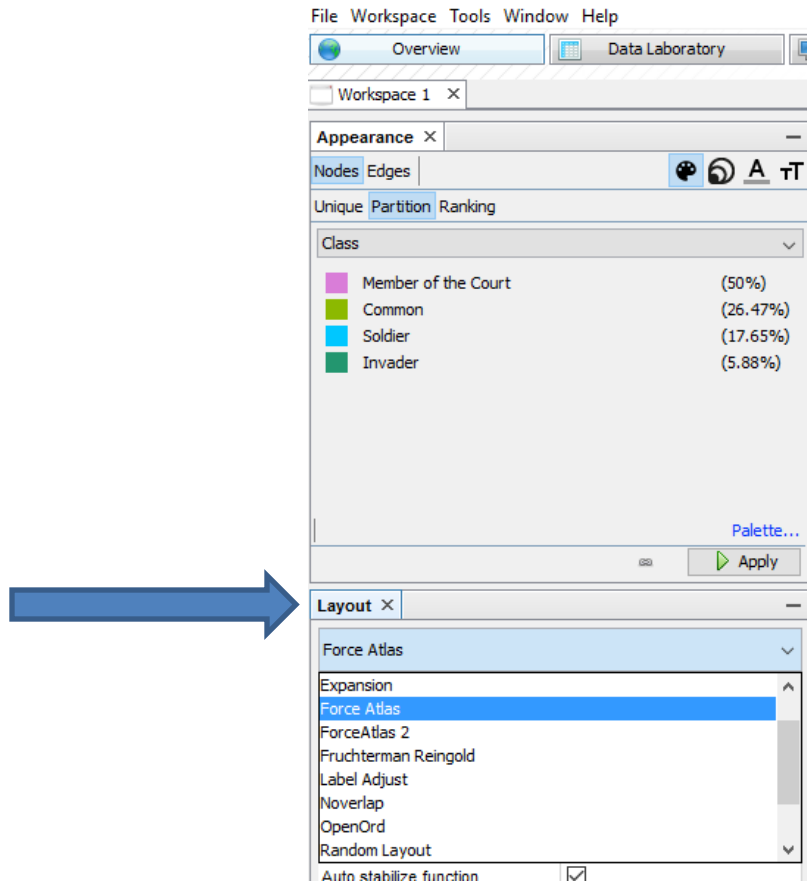 File Workspace Tools Window Help
Overview Data Laboratory
Workspace 1
Appearance
Nodes Edges A TT
Unique Partition Ranking
Class
Member of the Court (50%)
Common (26.47%)
Soldier (17.65%)
Invader (5.88%)
Palette...
Apply
Layout
Force Atlas
Expansion
Force Atlas
ForceAtlas 2
Fruchterman Reingold
Label Adjust
Noverlap
OpenOrd
Random Layout
Auto stabilize function